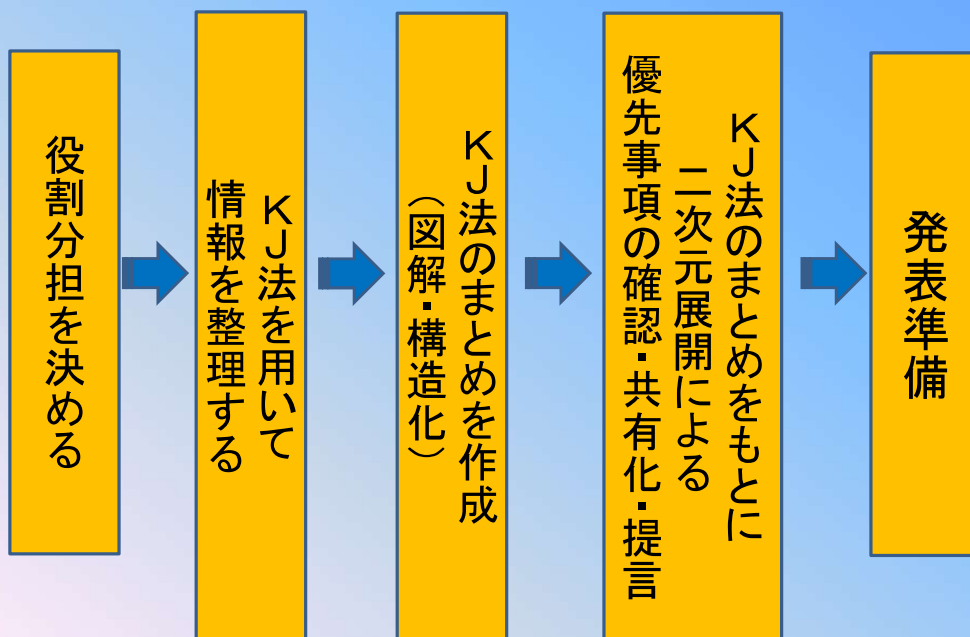 役割分担を決める
ＫＪ法を用いて
情報を整理する
ＫＪ法のまとめを作成
（図解・構造化）
ＫＪ法のまとめをもとに
二次元展開による
優先事項の確認・共有化・提言
発表準備